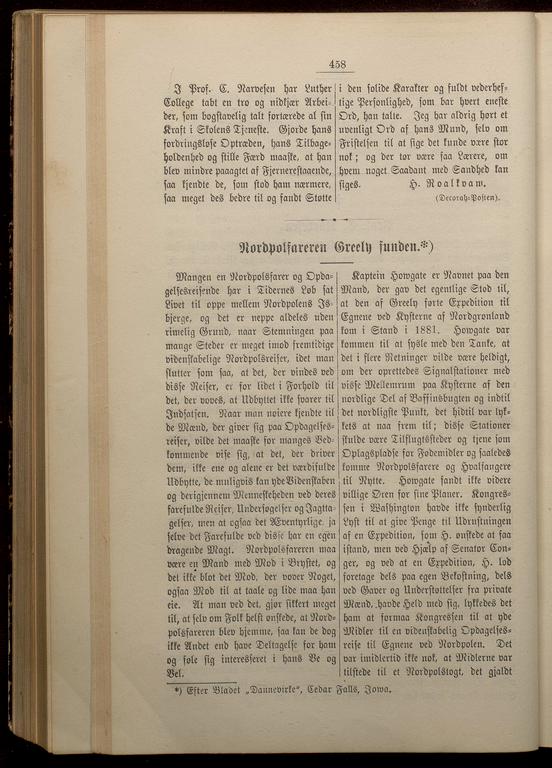 458
I Prof. C. Narvesen har Luther
College tabt en tro og nidkjær Arbei-
der, som bogstavelig talt fortærede al sin
Kraft i Skolens Tjeneste. Gjorde hans
fordringsløse Optræden, hans Tilbage-
holdenhed og stille Færd maaske, at han
blev mindre paaagtet af Fjernerestaaende,
saa kjendte de, som stod ham nærmere,
saa meget des bedre til og fandt Støtte
i den solide Karakter og fuldt vederhef-
tige Personlighed, som bar hvert eneste
Ord, han talte. Jeg har aldrig hørt et
uvenligt Ord af hans Mund, selv om
Fristelsen til at sige det kunde være stor
nok; og der tør være faa Lærere, om
hvem noget Saadant med Sandhed kan
siges. H. Roalkvam.
(Decorah-Posten).
Nordpolfareren Greely funden.*)
Mangen en Nordpolsfarer og Opda-
gelsesreisende har i Tidernes Løb sat
Livet til oppe mellem Nordpolens Is-
bjerge, og det er neppe aldeles uden
rimelig Grund, naar Stemningen paa
mange Steder er meget imod fremtidige
videnskabelige Nordpolsreiser, idet man
slutter som saa, at det, der vindes ved
disse Reiser, er for lidet i Forhold til
det, der voves, at Udbyttet ikke svarer til
Indsatsen. Naar man nøiere kjendte til
de Mænd, der giver sig paa Opdagelses-
reiser, vilde det maaske for manges Ved-
kommende vise sig, at det, der driver
dem, ikke ene og alene er det værdifulde
Udbytte, de muligvis kan yde Videnskaben
og derigjennem Menneskeheden ved deres
farefulde Reiser, Undersøgelser og Jagtta-
gelser, men at ogsaa det Æventyrlige, ja
selve det Farefulde ved disse har en egen
dragende Magt. Nordpolsfareren maa
være en Mand med Mod i Brystet, og
det ikke blot det Mod, der vover Noget,
ogsaa Mod til at taale og lide maa han
eie. At man ved det, gjør sikkert meget
til, at selv om Folk helst ønskede, at Nord-
polsfareren blev hjemme, saa kan de dog
ikke Andet end have Deltagelse for ham
og føle sig interesseret i hans Ve og
Vel.
Kaptein Howgate er Navnet paa den
Mand, der gav det egentlige Stød til,
at den af Greely førte Expedition til
Egnene ved Kysterne af Nordgrønland
kom i Stand i 1881. Howgate var
kommen til at sysle med den Tanke, at
det i flere Retninger vilde være heldigt,
om der oprettedes Signalstationer med
visse Mellemrum paa Kysterne af den
nordlige Del af Baffinsbugten og indtil
det nordligste Punkt, det hidtil var lyk-
kets at naa frem til; disse Stationer
skulde være Tilflugtssteder og tjene som
Oplagspladse for Fødemidler og saaledes
komme Nordpolsfarere og Hvalfangere
til Nytte. Howgate fandt ikke videre
villige Øren for sine Planer. Kongres-
sen i Washington havde ikke synderlig
Lyst til at give Penge til Udrustningen
af en Expedition, som H. ønskede at faa
istand, men ved Hjælp af Senator Con-
ger, og ved at en Expedition, H. lod
foretage dels paa egen Bekostning, dels
ved Gaver og Understøttelser fra private
Mænd, havde Held med sig, lykkedes det
ham at formaa Kongressen til at yde
Midler til en videnskabelig Opdagelses-
reise til Egnene ved Nordpolen. Det
var imidlertid ikke nok, at Midlerne var
tilstede til et Nordpolstogt, det gjaldt
*) Efter Bladet „Dannevirke“, Cedar Falls, Iowa.